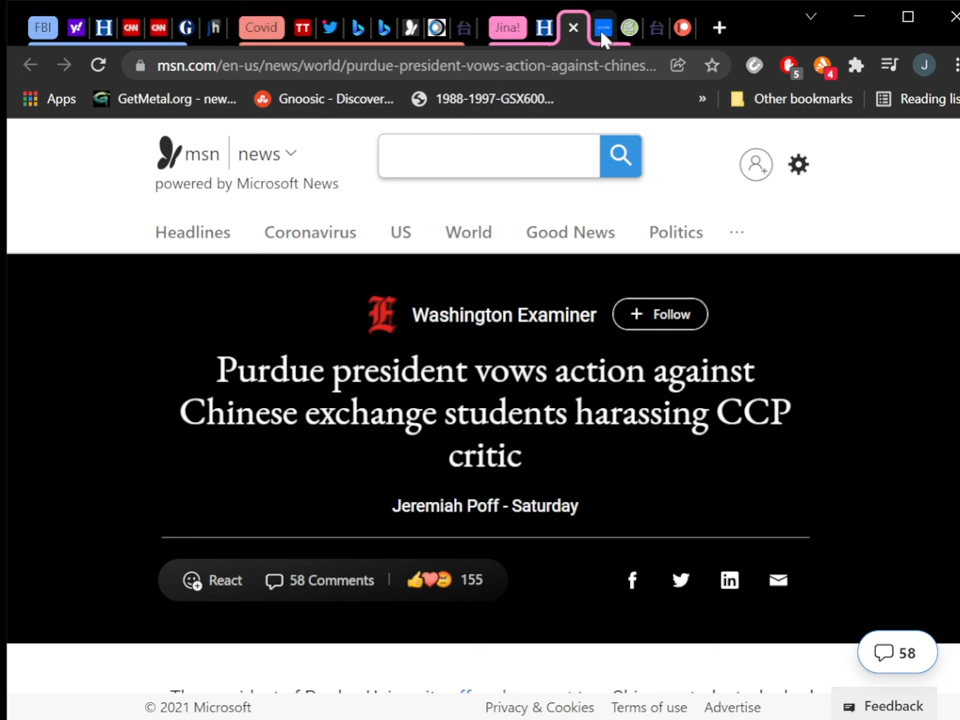 FBI
Covid
TT
Jina!
msn.com/en-us/news/world/purdue-president-vows-action-against-chines...
5
4
J
Apps
GetMetal.org - new...
Gnoosic - Discover...
1988-1997-GSX600...
»
Other bookmarks
Reading lis
msn
news
powered by Microsoft News
Headlines
Coronavirus
US
World
Good News
Politics
...
Washington Examiner
+ Follow
Purdue president vows action against
Chinese exchange students harassing CCP
critic
Jeremiah Poff - Saturday
React
58 Comments
155
58
© 2021 Microsoft
Privacy & Cookies
Terms of use
Advertise
Feedback